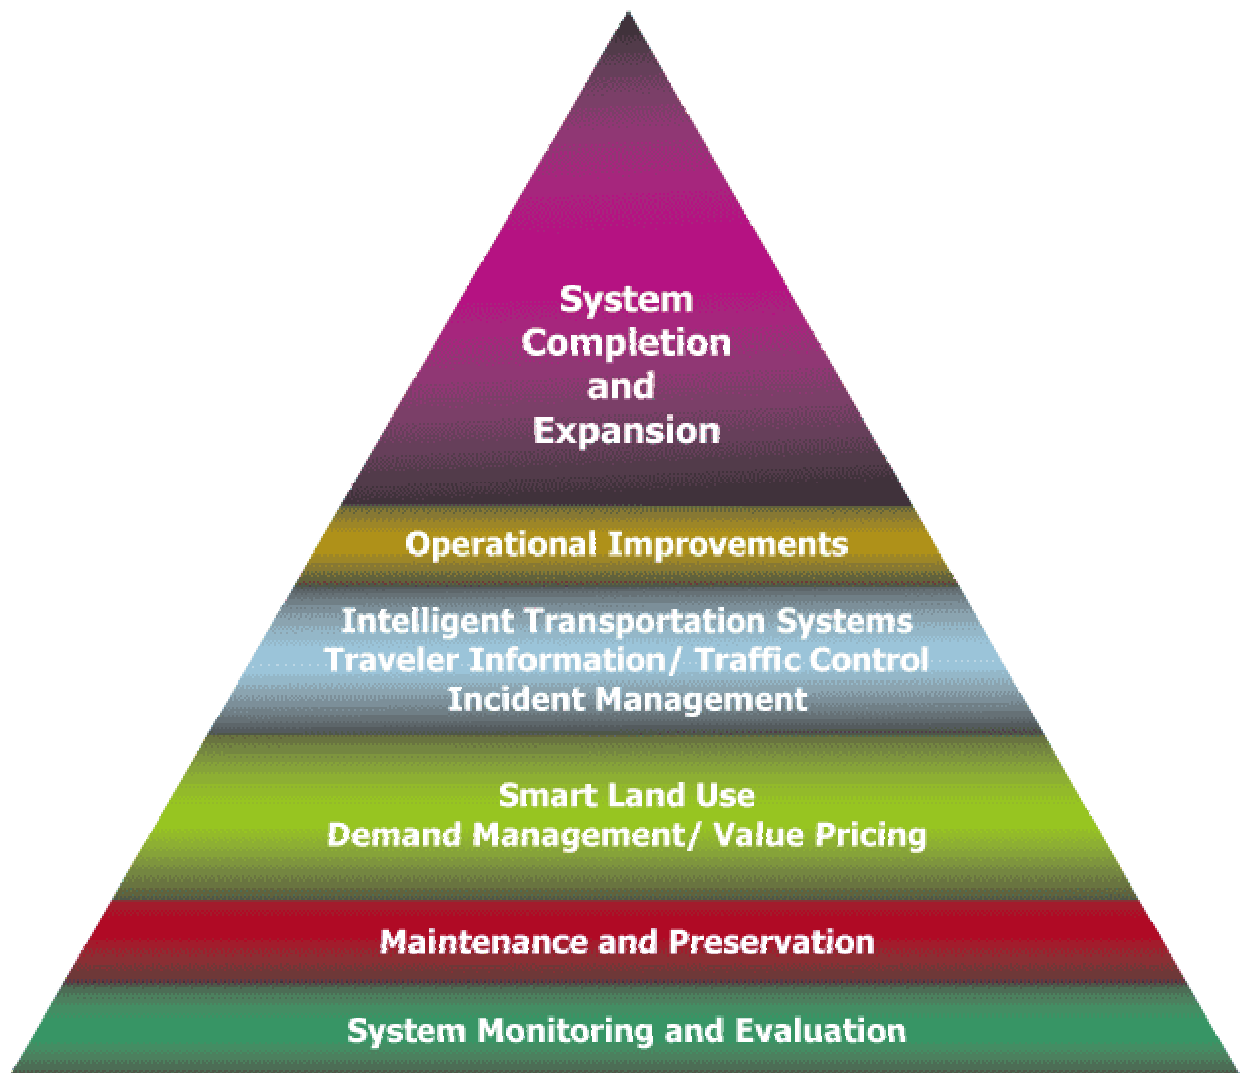 System
Completion
and
Expansion
Operational Improvements
Intelligent Transportation Systems
Traveler Information/ Traffic Control
Incident Management
Smart Land Use
Demand Management/ Value Pricing
Maintenance and Preservation
System Monitoring and Evaluation